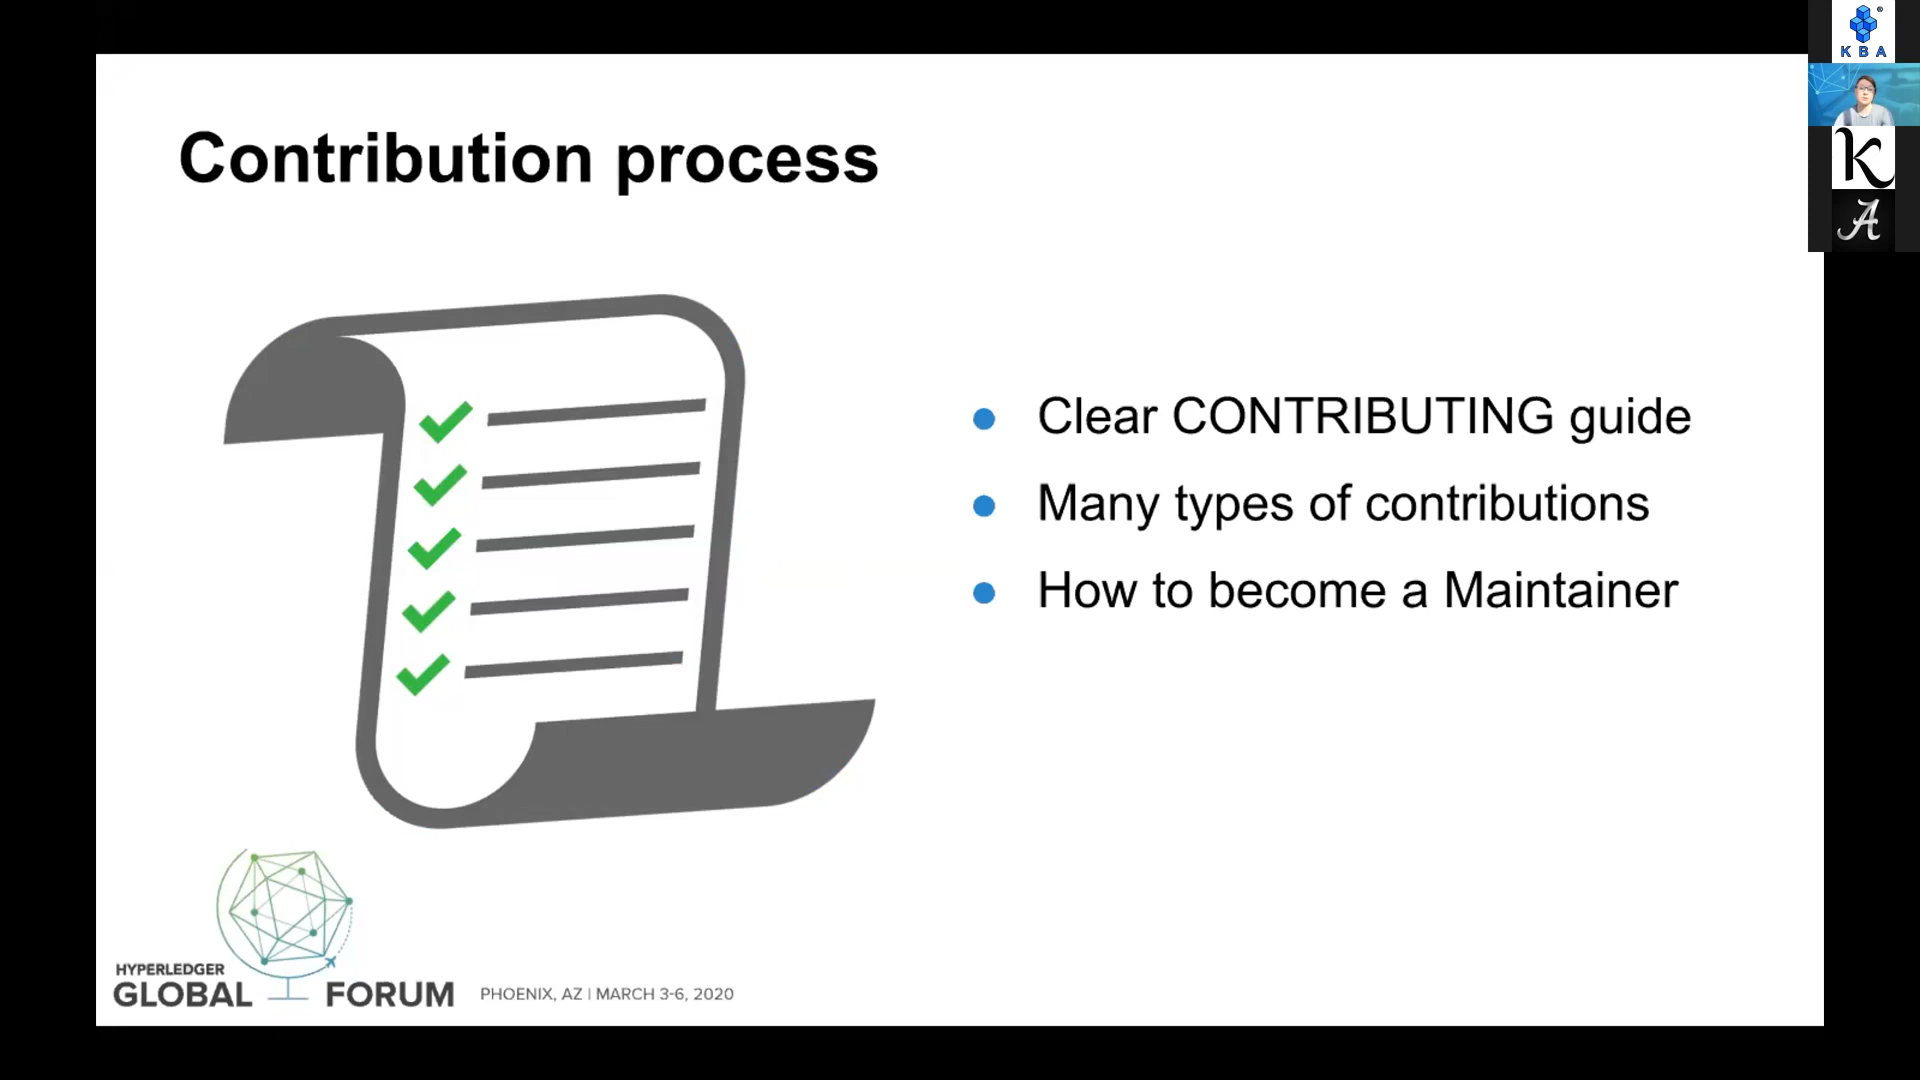 Contribution process
Clear CONTRIBUTING guide
Many types of contributions
How to become a Maintainer
HYPERLEDGER
GLOBAL FORUM
PHOENIX, AZ | MARCH 3-6, 2020
®
KBA
K
A